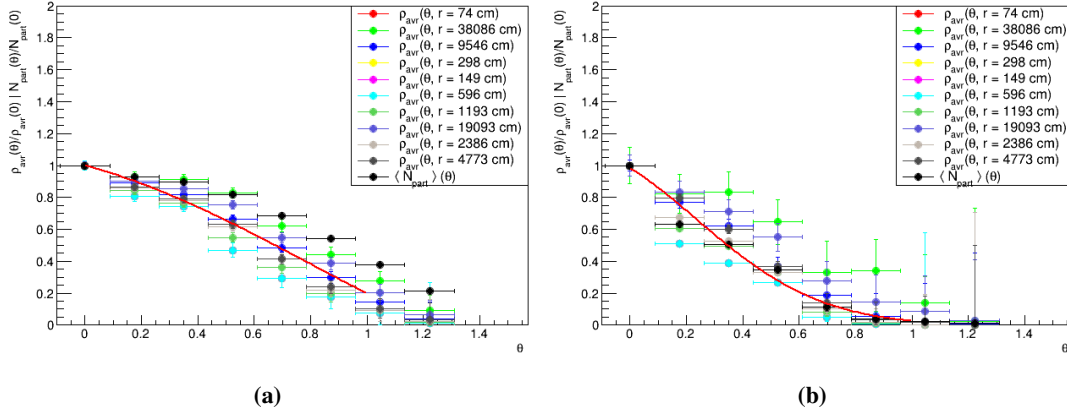 ρavr(θ)/ρavr(0) | Npart(θ)/Npart(0)
2
1.8
1.6
1.4
1.2
1
0.8
0.6
0.4
0.2
0
0 0.2 0.4 0.6 0.8 1 1.2 1.4
θ
ρavr(θ, r = 74 cm)
ρavr(θ, r = 38086 cm)
ρavr(θ, r = 9546 cm)
ρavr(θ, r = 298 cm)
ρavr(θ, r = 149 cm)
ρavr(θ, r = 596 cm)
ρavr(θ, r = 1193 cm)
ρavr(θ, r = 19093 cm)
ρavr(θ, r = 2386 cm)
ρavr(θ, r = 4773 cm)
⟨ Npart ⟩ (θ)
(a)
ρavr(θ)/ρavr(0) | Npart(θ)/Npart(0)
2
1.8
1.6
1.4
1.2
1
0.8
0.6
0.4
0.2
0
0 0.2 0.4 0.6 0.8 1 1.2 1.4
θ
ρavr(θ, r = 74 cm)
ρavr(θ, r = 38086 cm)
ρavr(θ, r = 9546 cm)
ρavr(θ, r = 298 cm)
ρavr(θ, r = 149 cm)
ρavr(θ, r = 596 cm)
ρavr(θ, r = 1193 cm)
ρavr(θ, r = 19093 cm)
ρavr(θ, r = 2386 cm)
ρavr(θ, r = 4773 cm)
⟨ Npart ⟩ (θ)
(b)